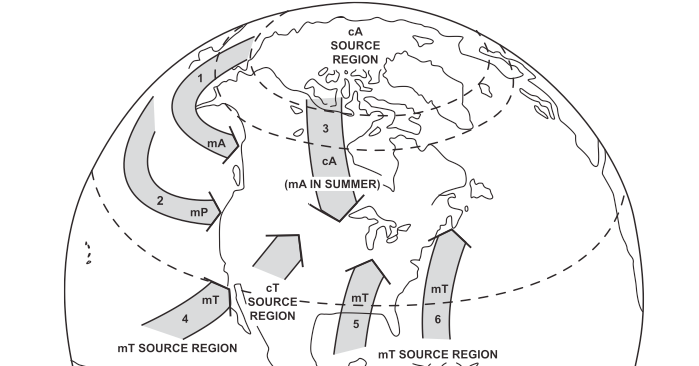 cA
SOURCE
REGION
1
mA
3
cA
(mA IN SUMMER)
2
mP
cT
SOURCE
REGION
mT
4
mT SOURCE REGION
mT
5
mT
6
mT SOURCE REGION